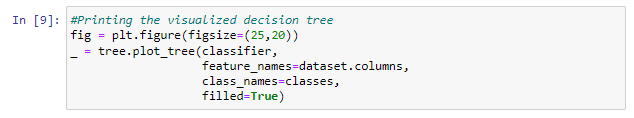 In [9]: #Printing the visualized decision tree
fig = plt.figure(figsize=(25,20))
_ = tree.plot_tree(classifier,
                   feature_names=dataset.columns,
                   class_names=classes,
                   filled=True)